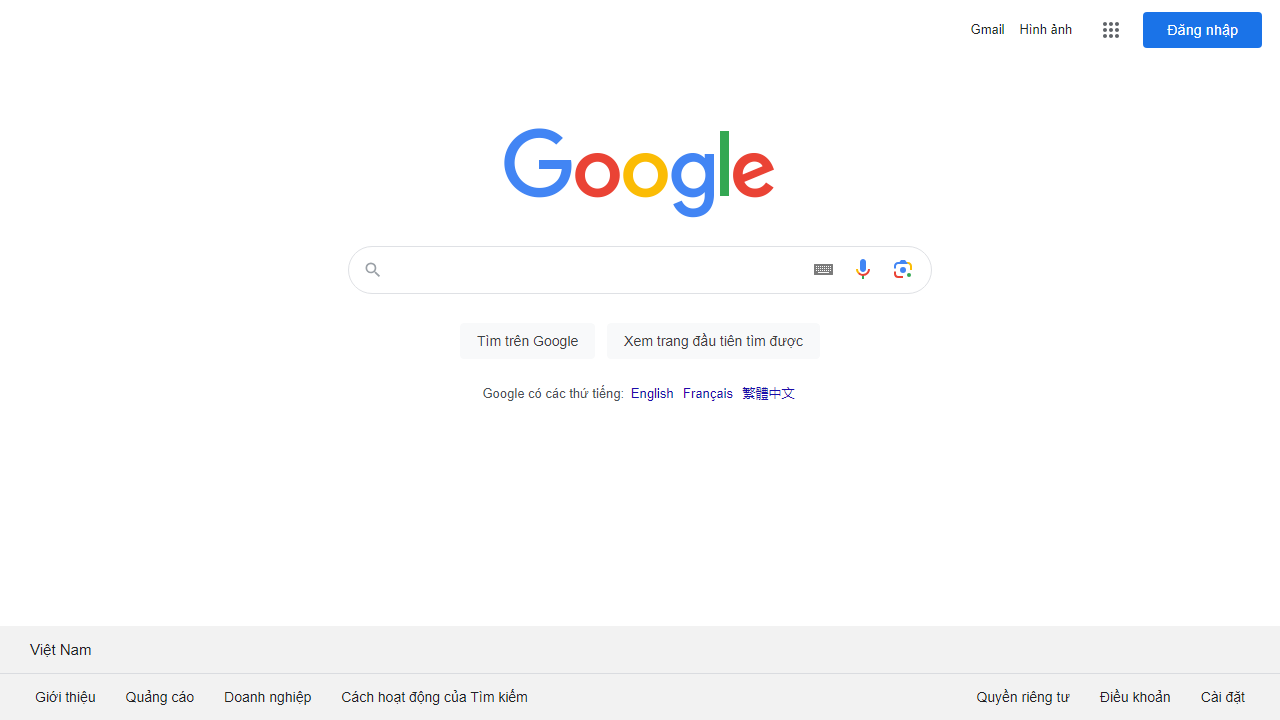 Gmail Hình ảnh Đăng nhập
Google
Tìm trên Google Xem trang đầu tiên tìm được
Google có các thứ tiếng: English Français 繁體中文
Việt Nam
Giới thiệu Quảng cáo Doanh nghiệp Cách hoạt động của Tìm kiếm Quyền riêng tư Điều khoản Cài đặt